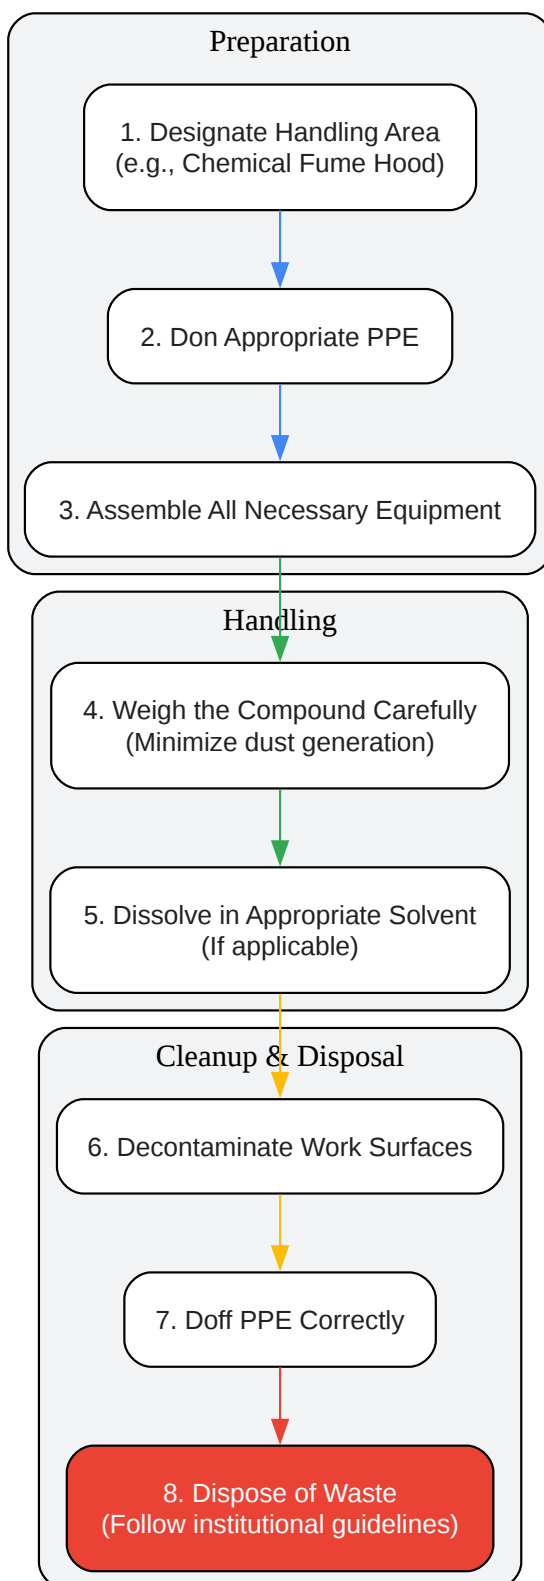 Preparation
1. Designate Handling Area
(e.g., Chemical Fume Hood)
2. Don Appropriate PPE
3. Assemble All Necessary Equipment
Handling
4. Weigh the Compound Carefully
(Minimize dust generation)
5. Dissolve in Appropriate Solvent
(If applicable)
Cleanup & Disposal
6. Decontaminate Work Surfaces
7. Doff PPE Correctly
8. Dispose of Waste
(Follow institutional guidelines)